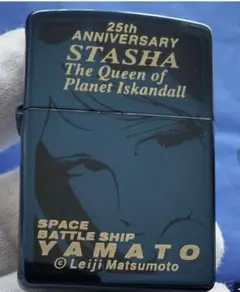 25th
ANNIVERSARY
STASHA
The Queen of
Planet Iskandall
SPACE
BATTLE SHIP
YAMATO
© Leiji Matsumoto